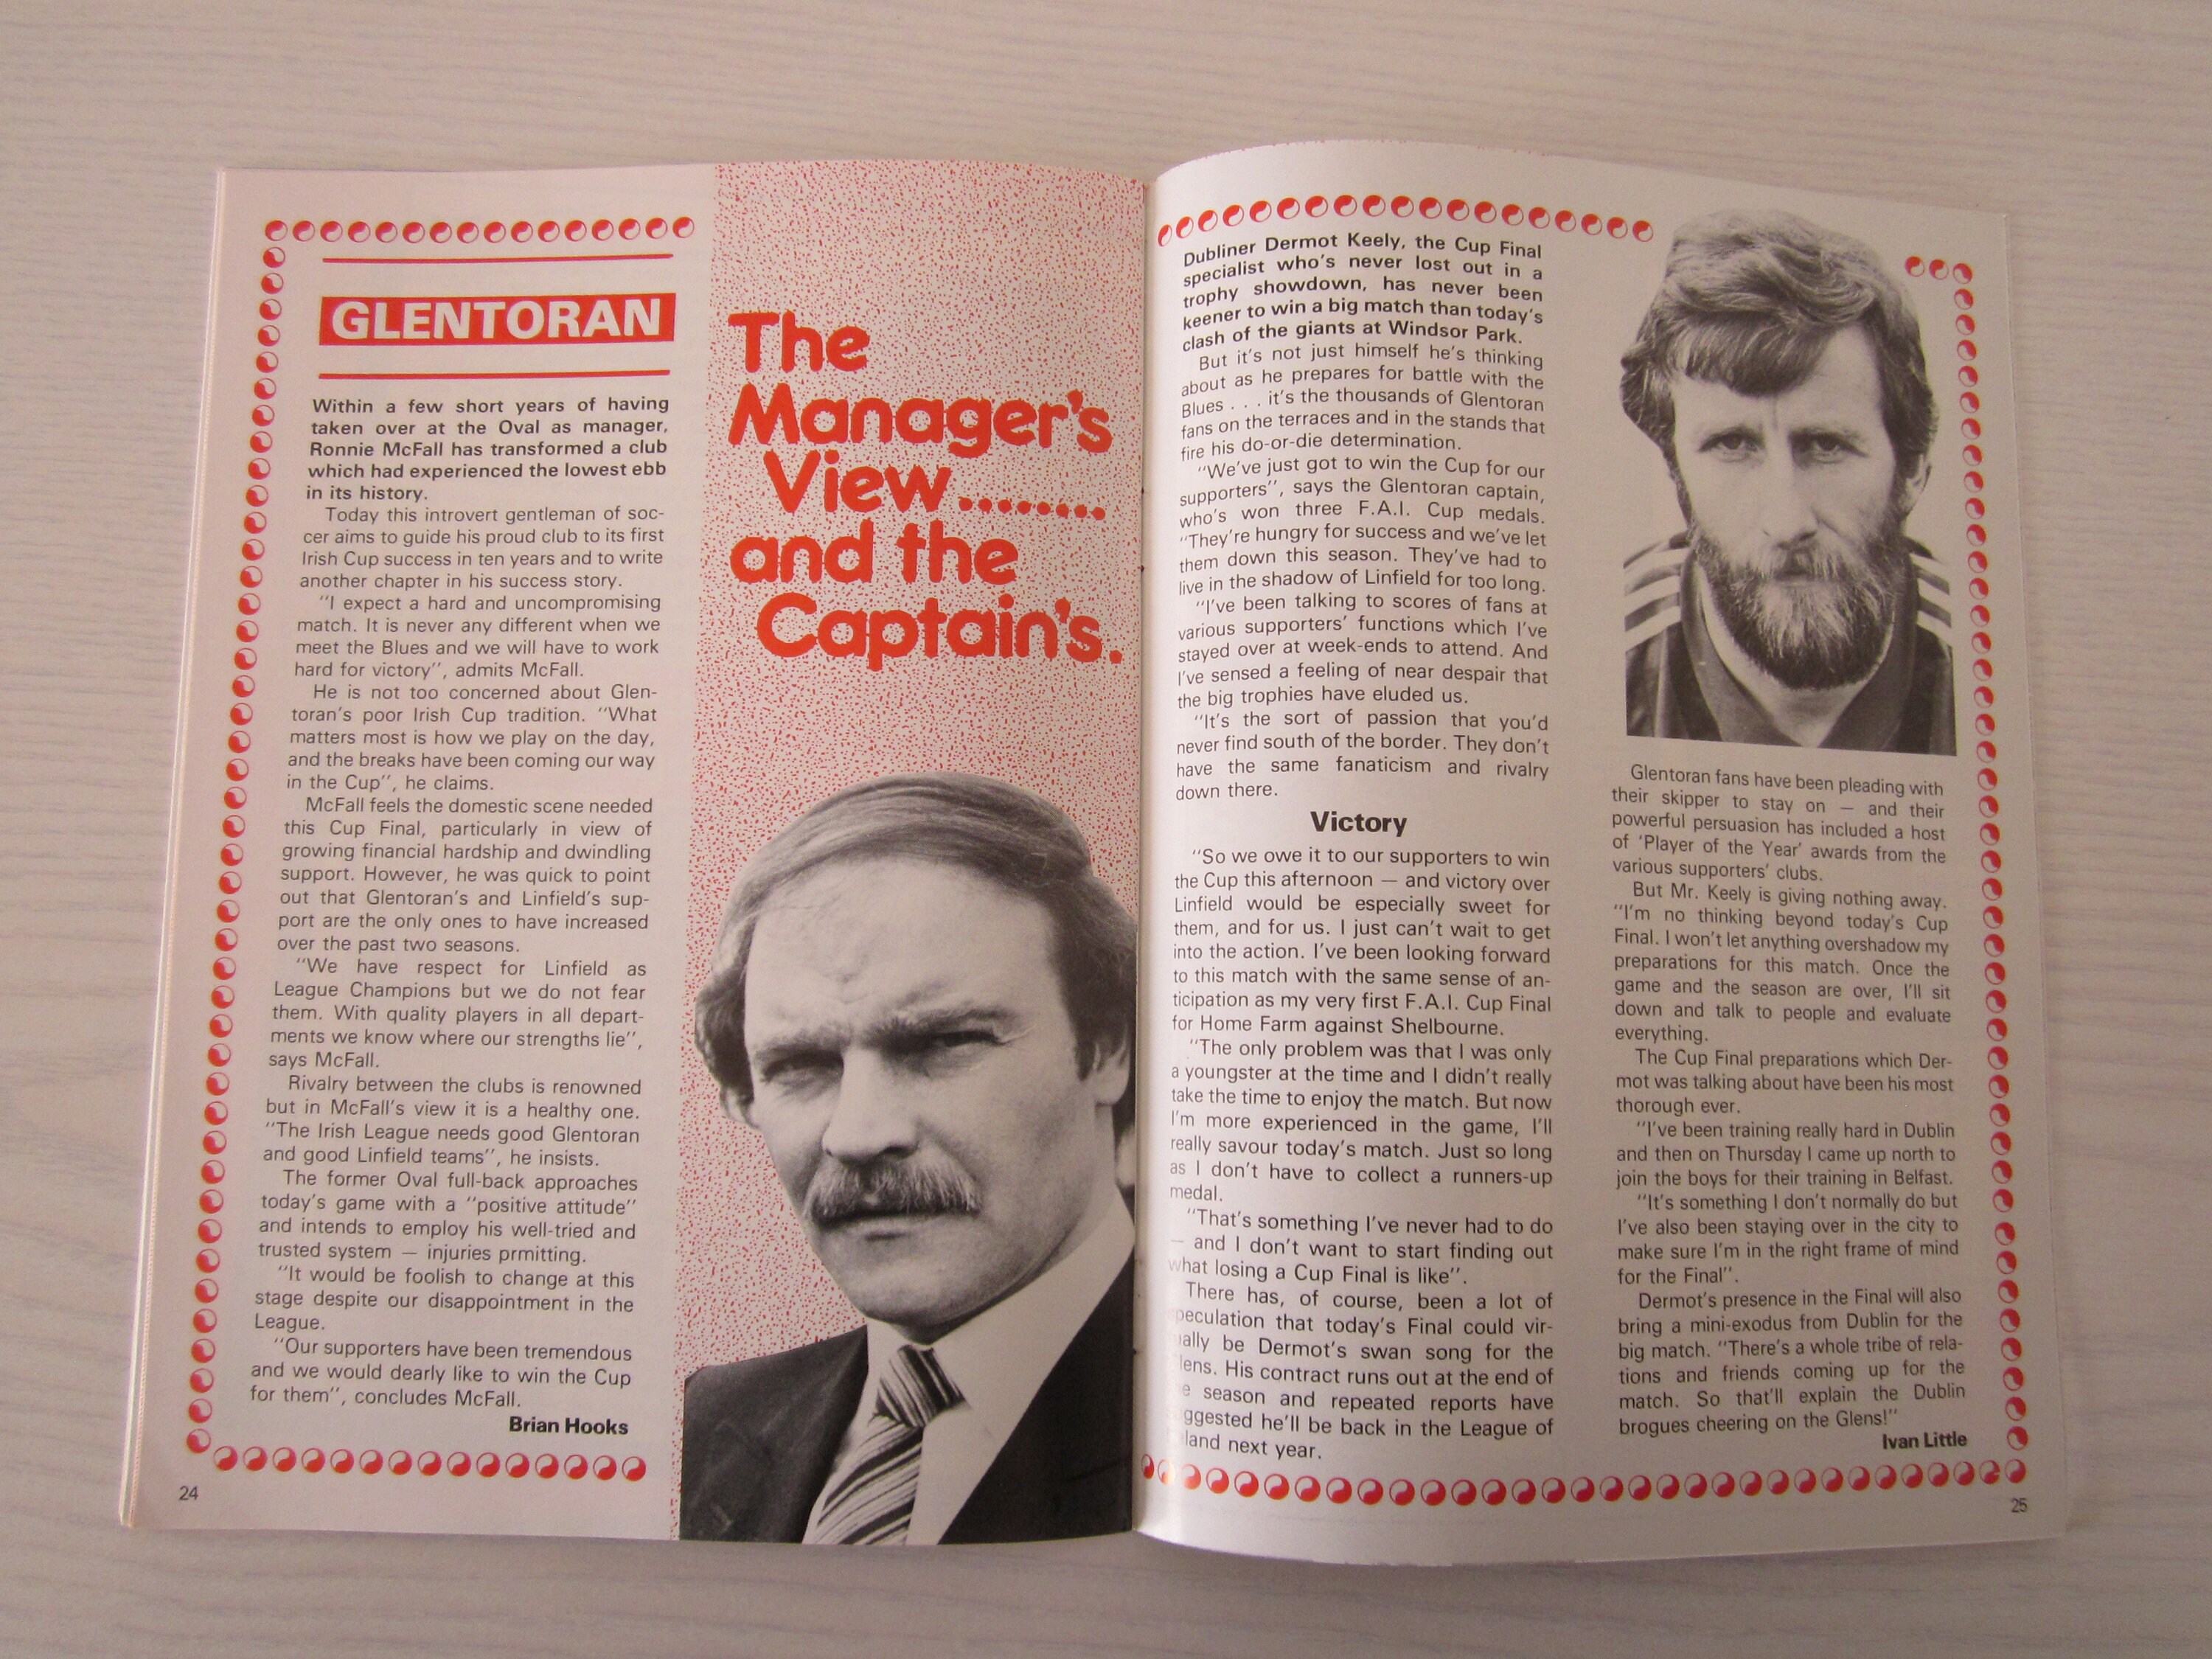 GLENTORAN
Within a few short years of having
taken over at the Oval as manager,
Ronnie McFall has transformed a club
which had experienced the lowest ebb
in its history.
Today this introvert gentleman of soc-
cer aims to guide his proud club to its first
Irish Cup success in ten years and to write
another chapter in his success story.
"I expect a hard and uncompromising
match. It is never any different when we
meet the Blues and we will have to work
hard for victory", admits McFall.
He is not too concerned about Glen-
toran's poor Irish Cup tradition. "What
matters most is how we play on the day,
and the breaks have been coming our way
in the Cup", he claims.
McFall feels the domestic scene needed
this Cup Final, particularly in view of
growing financial hardship and dwindling
support. However, he was quick to point
out that Glentoran's and Linfield's sup-
port are the only ones to have increased
over the past two seasons.
"We have respect for Linfield as
League Champions but we do not fear
them. With quality players in all depart-
ments we know where our strengths lie",
says McFall.
Rivalry between the clubs is renowned
but in McFall's view it is a healthy one.
"The Irish League needs good Glentoran
and good Linfield teams", he insists.
The former Oval full-back approaches
today's game with a "positive attitude"
and intends to employ his well-tried and
trusted system — injuries prmitting.
"It would be foolish to change at this
stage despite our disappointment in the
League.
"Our supporters have been tremendous
and we would dearly like to win the Cup
for them", concludes McFall.
Brian Hooks
24
The
Manager's
View........
and the
Captain's.
Dubliner Dermot Keely, the Cup Final
specialist who's never lost out in a
trophy showdown, has never been
keener to win a big match than today's
clash of the giants at Windsor Park.
But it's not just himself he's thinking
about as he prepares for battle with the
Blues . . . it's the thousands of Glentoran
fans on the terraces and in the stands that
fire his do-or-die determination.
"We've just got to win the Cup for our
supporters", says the Glentoran captain,
who's won three F.A.I. Cup medals.
"They're hungry for success and we've let
them down this season. They've had to
live in the shadow of Linfield for too long.
"I've been talking to scores of fans at
various supporters' functions which I've
stayed over at week-ends to attend. And
I've sensed a feeling of near despair that
the big trophies have eluded us.
"It's the sort of passion that you'd
never find south of the border. They don't
have the same fanaticism and rivalry
down there.
Victory
"So we owe it to our supporters to win
the Cup this afternoon — and victory over
Linfield would be especially sweet for
them, and for us. I just can't wait to get
into the action. I've been looking forward
to this match with the same sense of an-
ticipation as my very first F.A.I. Cup Final
for Home Farm against Shelbourne.
"The only problem was that I was only
a youngster at the time and I didn't really
take the time to enjoy the match. But now
I'm more experienced in the game, I'll
really savour today's match. Just so long
as I don't have to collect a runners-up
medal.
"That's something I've never had to do
— and I don't want to start finding out
what losing a Cup Final is like".
There has, of course, been a lot of
peculation that today's Final could vir-
ally be Dermot's swan song for the
lens. His contract runs out at the end of
e season and repeated reports have
ggested he'll be back in the League of
land next year.
Glentoran fans have been pleading with
their skipper to stay on — and their
powerful persuasion has included a host
of 'Player of the Year' awards from the
various supporters' clubs.
But Mr. Keely is giving nothing away.
"I'm no thinking beyond today's Cup
Final. I won't let anything overshadow my
preparations for this match. Once the
game and the season are over, I'll sit
down and talk to people and evaluate
everything.
The Cup Final preparations which Der-
mot was talking about have been his most
thorough ever.
"I've been training really hard in Dublin
and then on Thursday I came up north to
join the boys for their training in Belfast.
"It's something I don't normally do but
I've also been staying over in the city to
make sure I'm in the right frame of mind
for the Final".
Dermot's presence in the Final will also
bring a mini-exodus from Dublin for the
big match. "There's a whole tribe of rela-
tions and friends coming up for the
match. So that'll explain the Dublin
brogues cheering on the Glens!"
Ivan Little
25